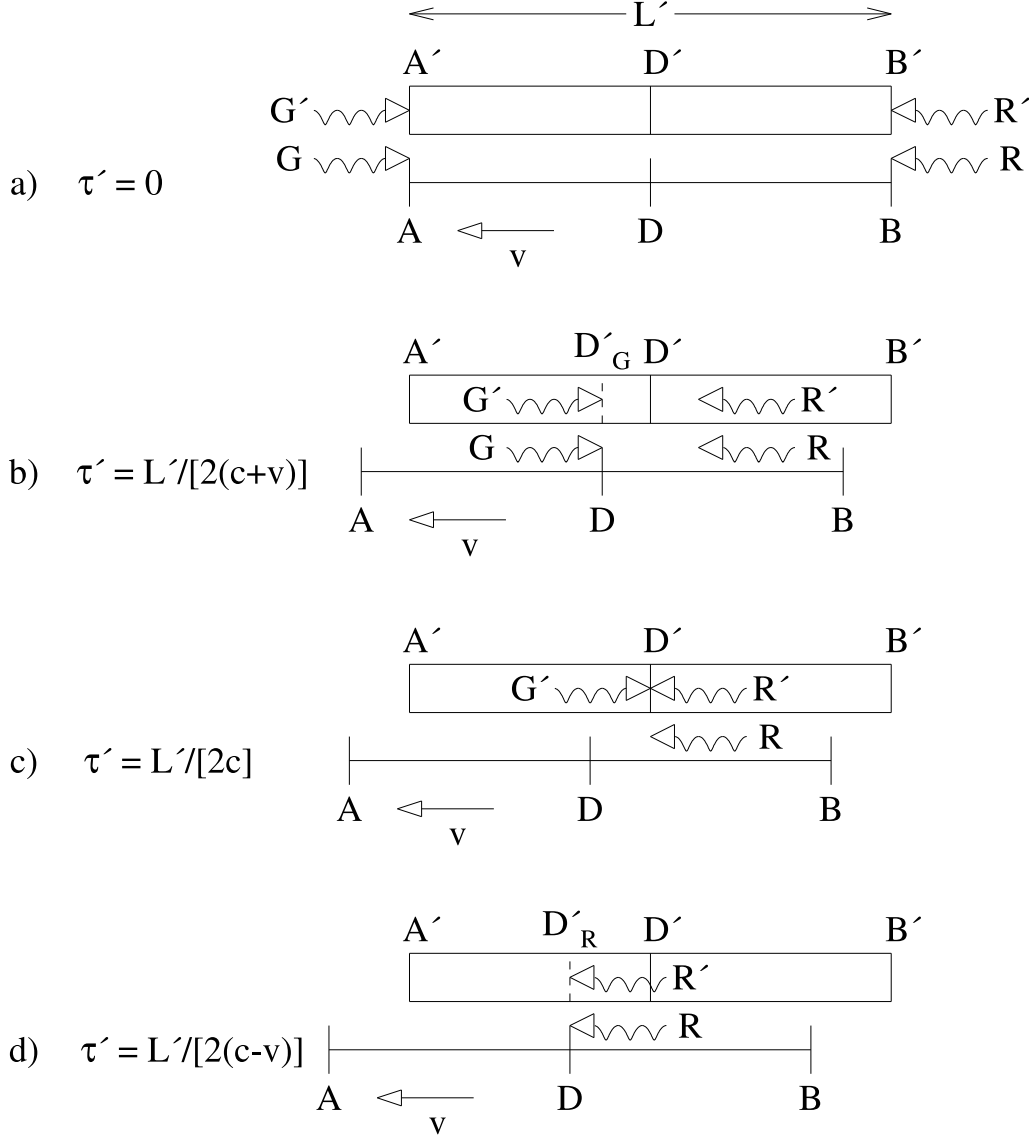 L´
A´ D´ B´
G´ R´
G R
a) τ´ = 0
A D B
v
A´ D´G D´ B´
G´ R´
G R
b) τ´ = L´/[2(c+v)]
A D B
v
A´ D´ B´
G´ R´
R
c) τ´ = L´/[2c]
A D B
v
A´ D´R D´ B´
R´
R
d) τ´ = L´/[2(c-v)]
A D B
v